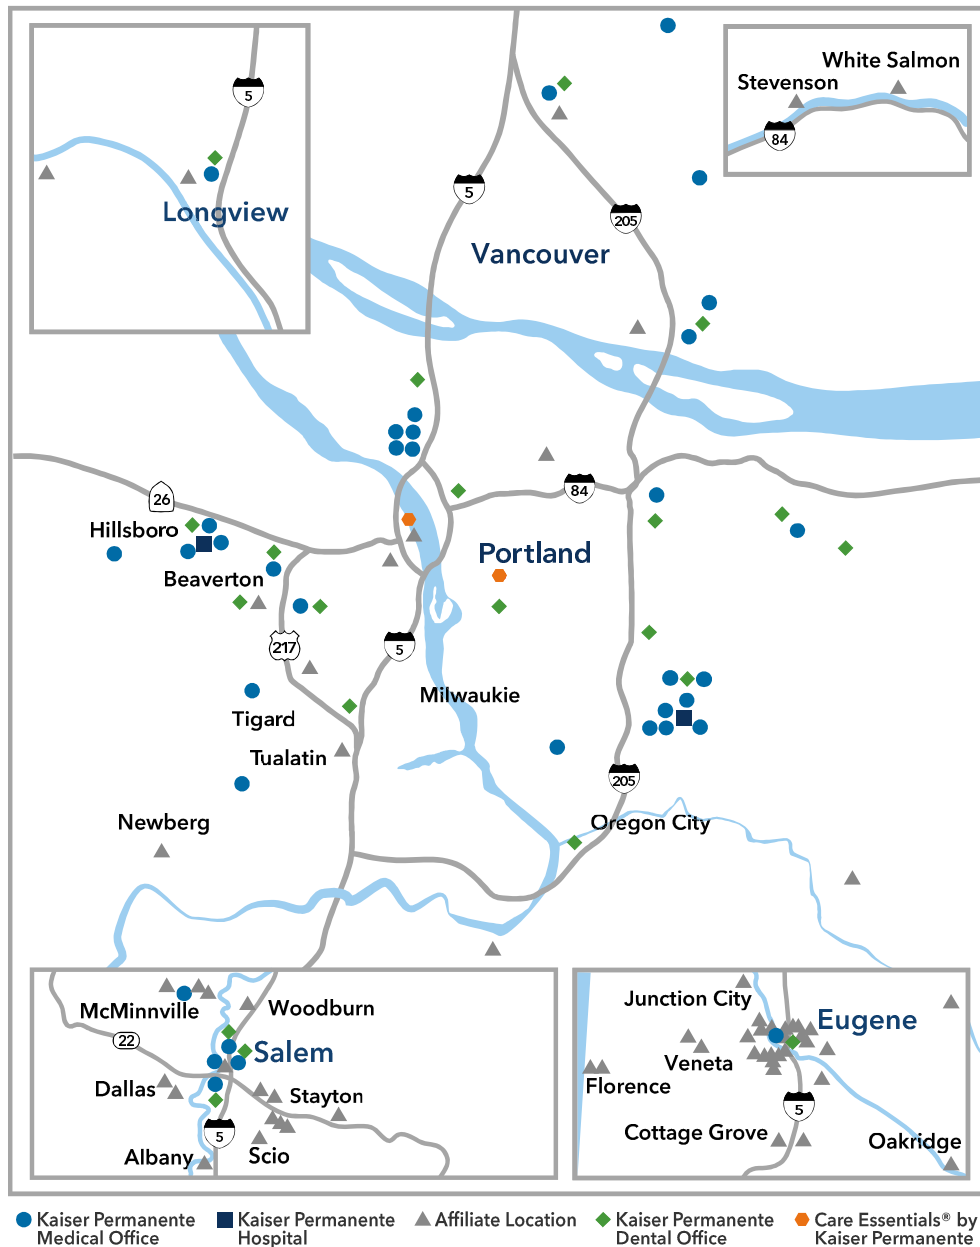 White Salmon
Stevenson
5
84
5
205
Longview
Vancouver
84
26
Hillsboro
Portland
Beaverton
217
5
Milwaukie
Tigard
Tualatin
205
Newberg
Oregon City
McMinnville
Woodburn
22
Salem
Dallas
Stayton
5
Albany
Scio
Junction City
Eugene
Veneta
Florence
5
Cottage Grove
Oakridge
Kaiser Permanente
Medical Office
Kaiser Permanente
Hospital
Affiliate Location
Kaiser Permanente
Dental Office
Care Essentials® by
Kaiser Permanente